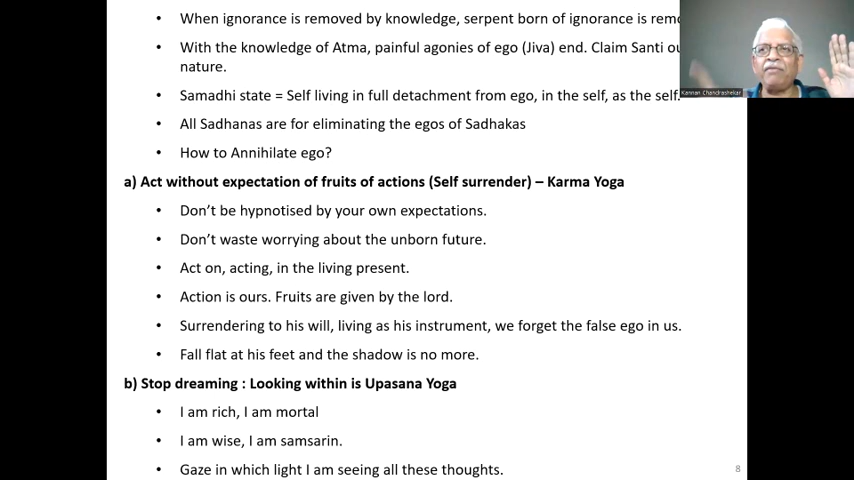 • When ignorance is removed by knowledge, serpent born of ignorance is
• With the knowledge of Atma, painful agonies of ego (Jiva) end. Claim Santi
nature.
• Samadhi state = Self living in full detachment from ego, in the self, as the self.
Kannan Chandrashekar
• All Sadhanas are for eliminating the egos of Sadhakas
• How to Annihilate ego?
a) Act without expectation of fruits of actions (Self surrender) – Karma Yoga
• Don’t be hypnotised by your own expectations.
• Don’t waste worrying about the unborn future.
• Act on, acting, in the living present.
• Action is ours. Fruits are given by the lord.
• Surrendering to his will, living as his instrument, we forget the false ego in us.
• Fall flat at his feet and the shadow is no more.
b) Stop dreaming : Looking within is Upasana Yoga
• I am rich, I am mortal
• I am wise, I am samsarin.
• Gaze in which light I am seeing all these thoughts.
8